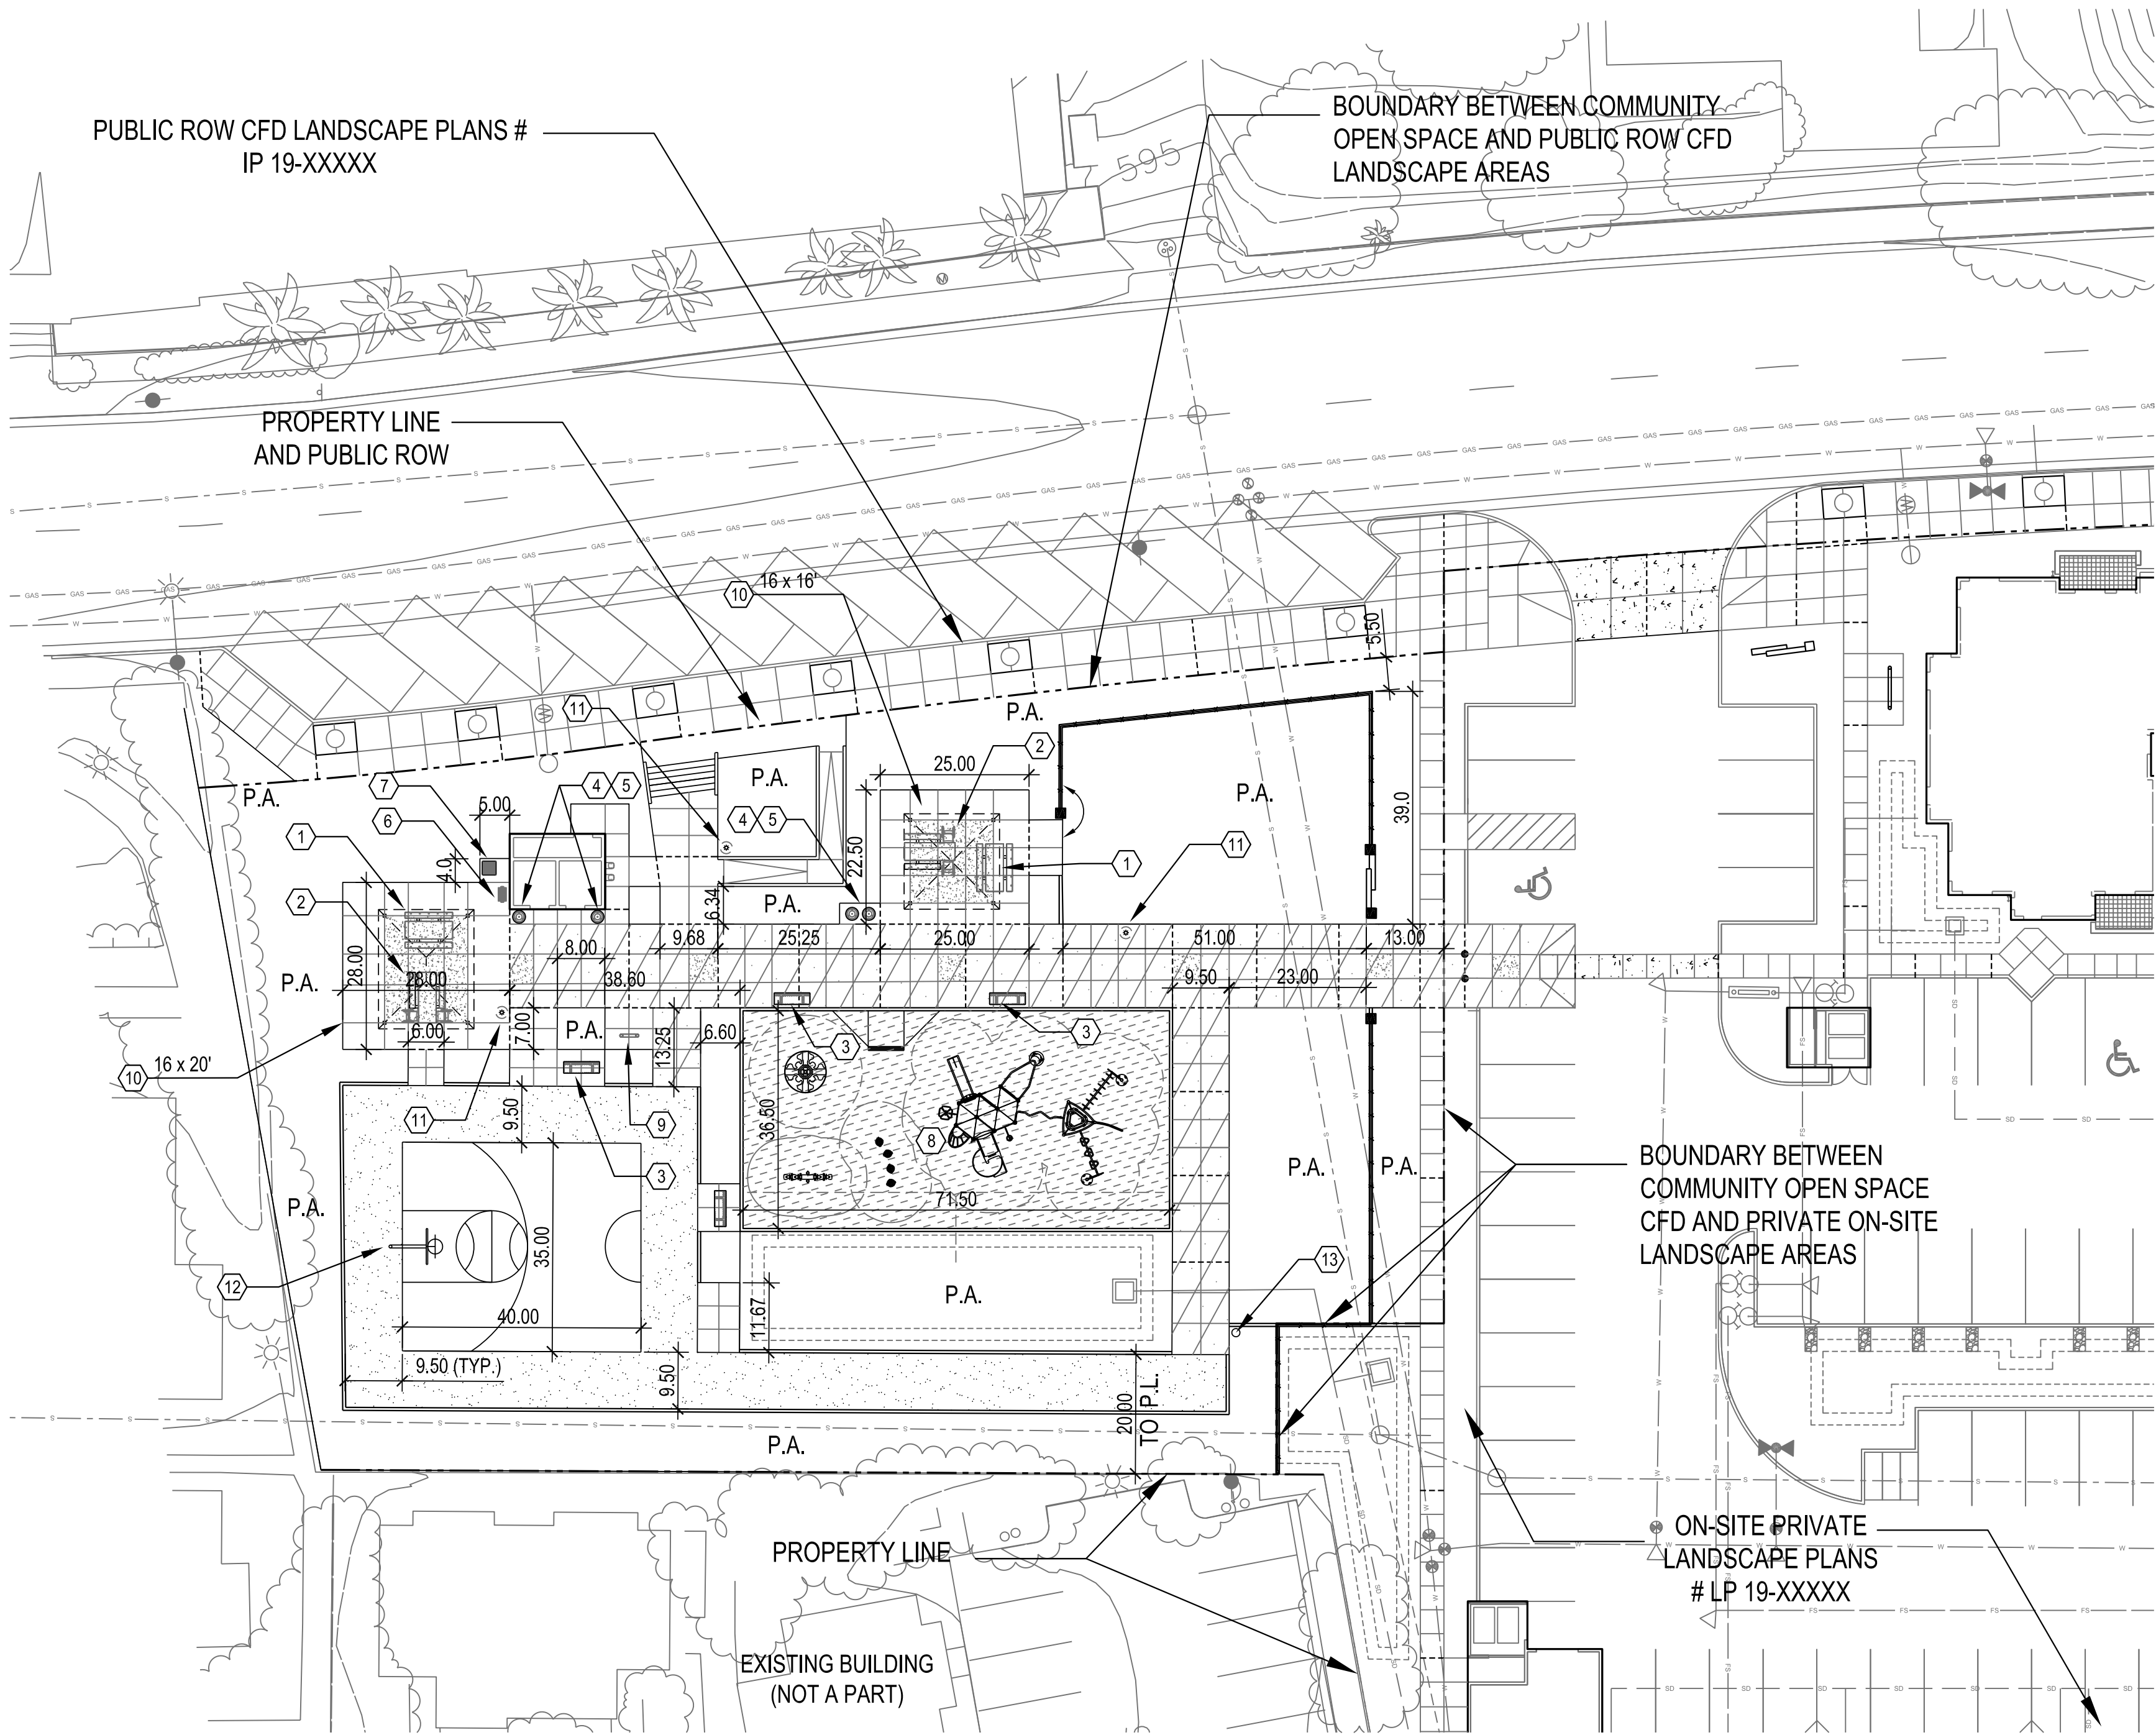 PUBLIC ROW CFD LANDSCAPE PLANS #
IP 19-XXXXX
BOUNDARY BETWEEN COMMUNITY
OPEN SPACE AND PUBLIC ROW CFD
LANDSCAPE AREAS
595
PROPERTY LINE
AND PUBLIC ROW
10
16 x 16'
5.50
11
P.A.
2
25.00
P.A.
P.A.
P.A.
7
5.00
4
5
6
4
5
1
4.0
22.50
39.0
1
11
2
6.34
P.A.
28.00
8.00
9.68
25.25
25.00
51.00
13.00
P.A.
28.00
38.60
9.50
23.00
6.00
7.00
P.A.
13.25
6.60
3
3
10
16 x 20'
11
9.50
9
36.50
8
3
P.A.
P.A.
P.A.
BOUNDARY BETWEEN
COMMUNITY OPEN SPACE
CFD AND PRIVATE ON-SITE
LANDSCAPE AREAS
71.50
12
35.00
13
40.00
11.67
P.A.
9.50 (TYP.)
9.50
20.00
TO P.L.
P.A.
PROPERTY LINE
ON-SITE PRIVATE
LANDSCAPE PLANS
# LP 19-XXXXX
EXISTING BUILDING
(NOT A PART)